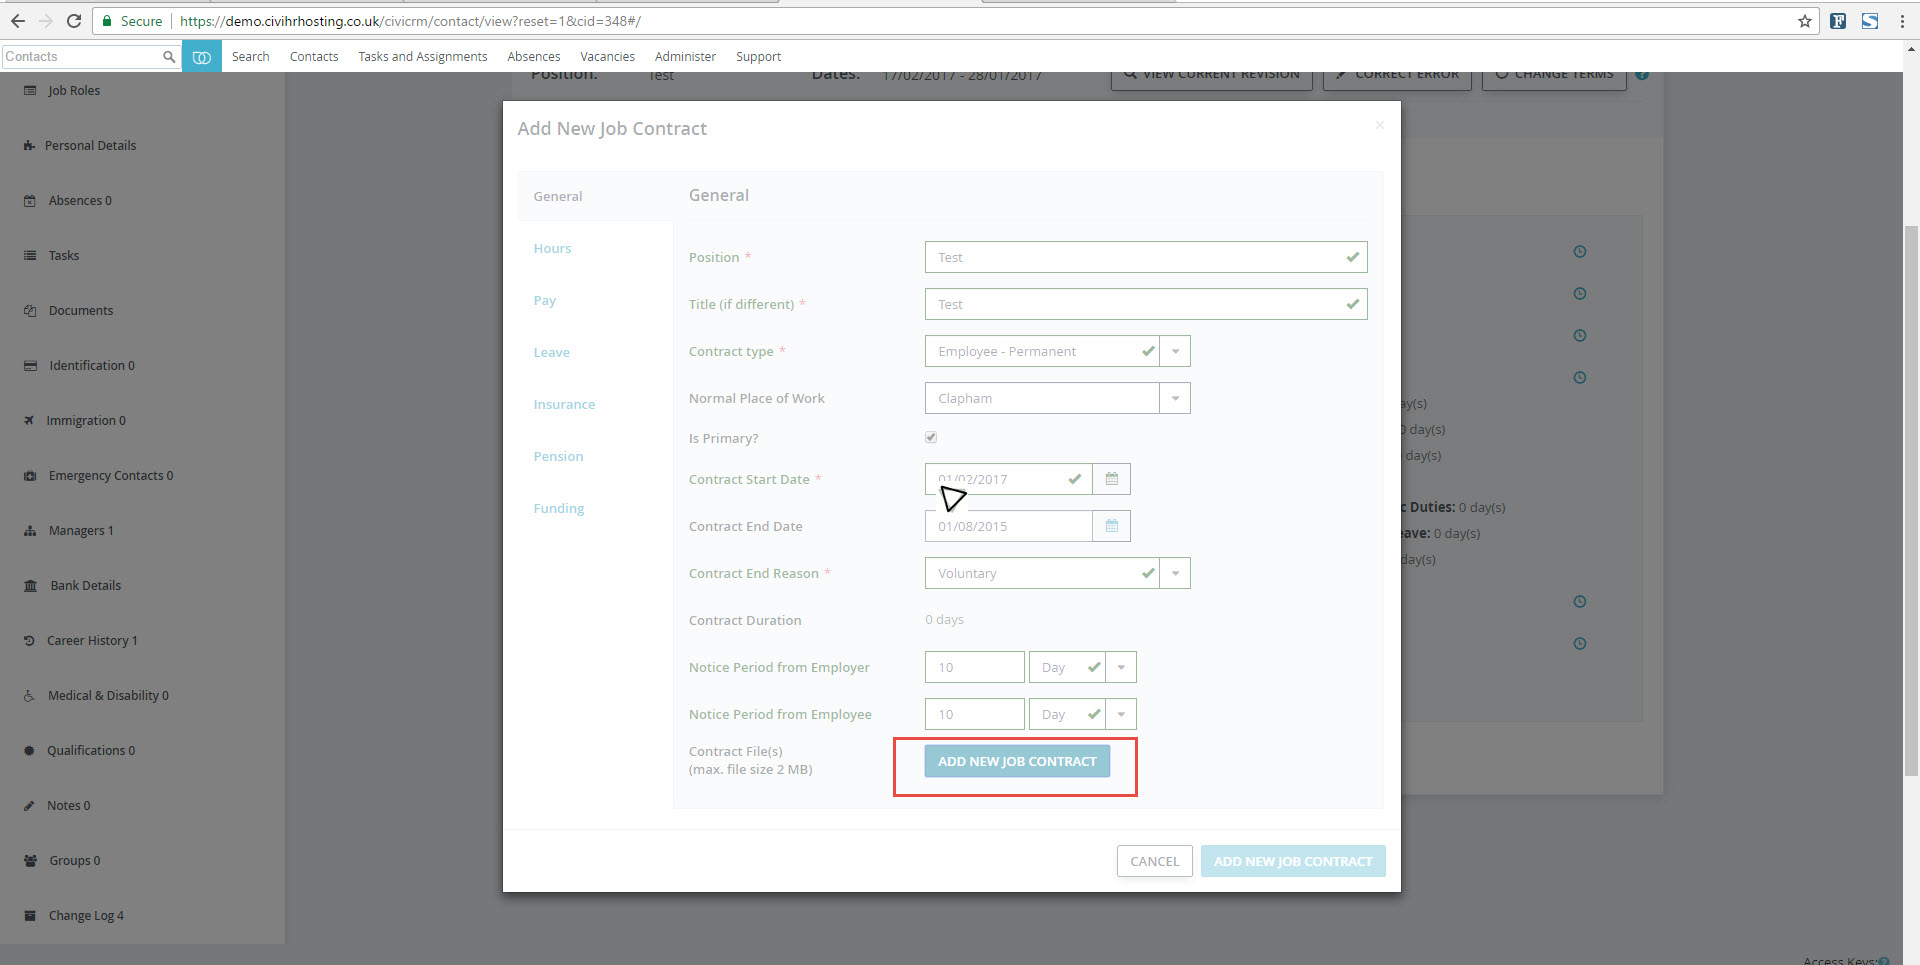 Secure https://demo.civihrhosting.co.uk/civicrm/contact/view?reset=1&cid=348#/
Contacts Search Contacts Tasks and Assignments Absences Vacancies Administer Support
Position: Test Dates: 17/02/2017 - 28/01/2017 VIEW CURRENT REVISION CORRECT ERROR CHANGE TERMS
Job Roles
Personal Details
Absences 0
Tasks
Documents
Identification 0
Immigration 0
Emergency Contacts 0
Managers 1
Bank Details
Career History 1
Medical & Disability 0
Qualifications 0
Notes 0
Groups 0
Change Log 4
Add New Job Contract ×
General
Hours
Pay
Leave
Insurance
Pension
Funding
General
Position * Test
Title (if different) * Test
Contract type * Employee - Permanent
Normal Place of Work Clapham
Is Primary?
Contract Start Date * 01/02/2017
Contract End Date 01/08/2015
Contract End Reason * Voluntary
Contract Duration 0 days
Notice Period from Employer 10 Day
Notice Period from Employee 10 Day
Contract File(s)
(max. file size 2 MB)
ADD NEW JOB CONTRACT
CANCEL ADD NEW JOB CONTRACT
ay(s)
0 day(s)
day(s)
c Duties: 0 day(s)
eave: 0 day(s)
day(s)
Access Keys: